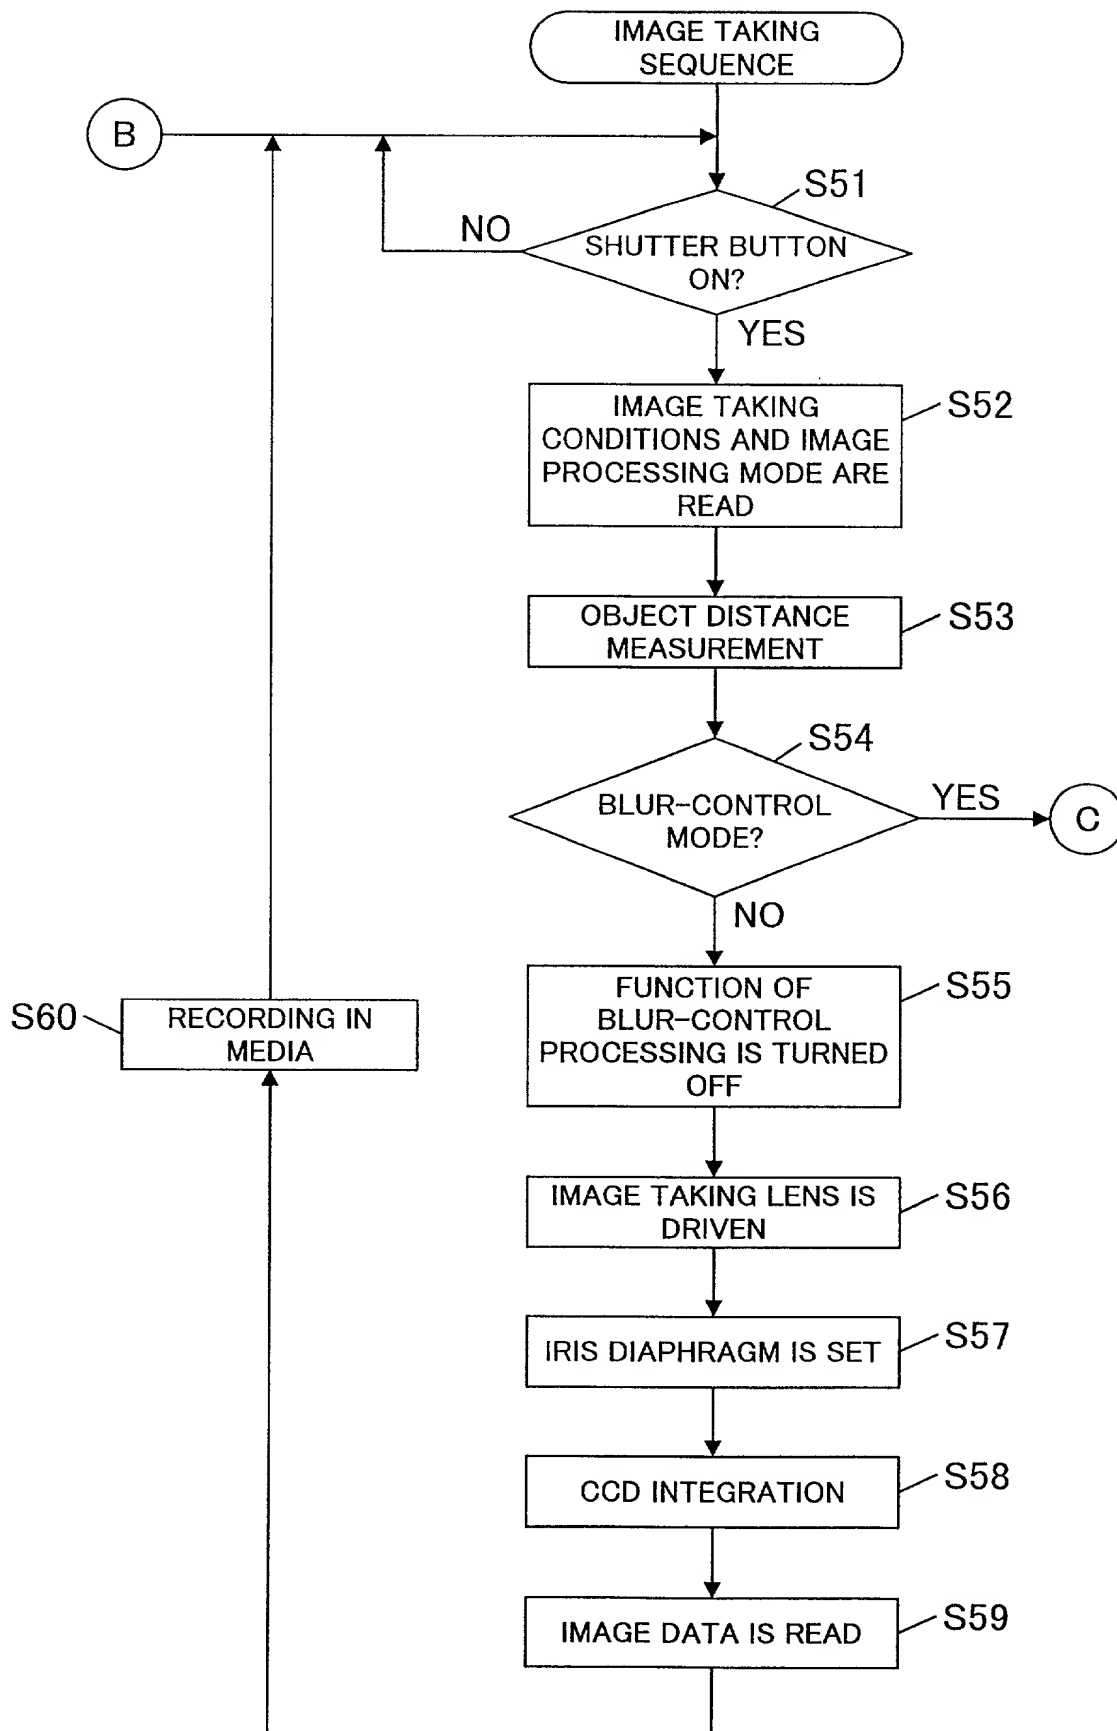 IMAGE TAKING
SEQUENCE
B
S51
NO
SHUTTER BUTTON
ON?
YES
IMAGE TAKING
CONDITIONS AND IMAGE
PROCESSING MODE ARE
READ
S52
OBJECT DISTANCE
MEASUREMENT
S53
S54
BLUR-CONTROL
MODE?
YES
C
NO
FUNCTION OF
BLUR-CONTROL
PROCESSING IS TURNED
OFF
S55
S60
RECORDING IN
MEDIA
IMAGE TAKING LENS IS
DRIVEN
S56
IRIS DIAPHRAGM IS SET
S57
CCD INTEGRATION
S58
IMAGE DATA IS READ
S59